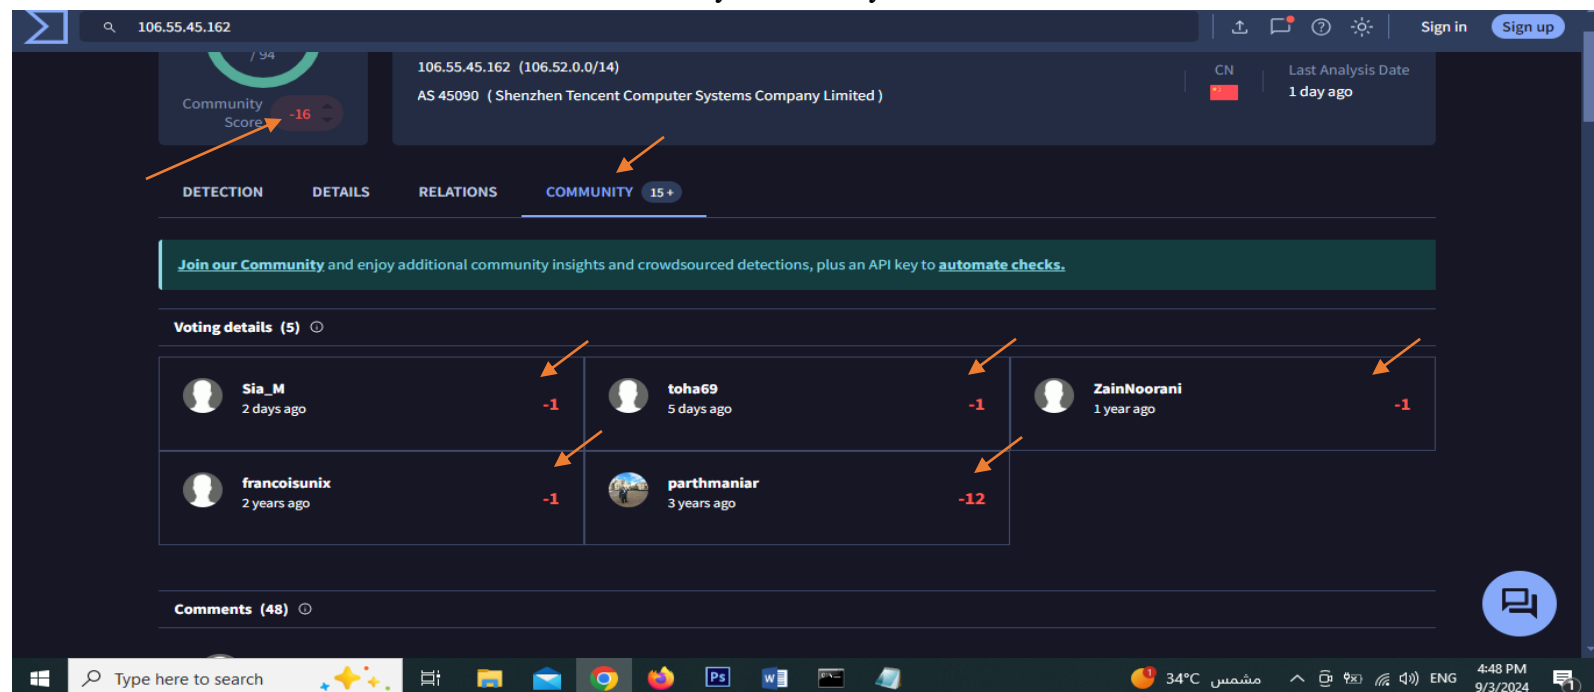 106.55.45.162
Sign in
Sign up
/ 94
Community
Score
-16
106.55.45.162 (106.52.0.0/14)
AS 45090 ( Shenzhen Tencent Computer Systems Company Limited )
CN
Last Analysis Date
1 day ago
DETECTION
DETAILS
RELATIONS
COMMUNITY
15 +
Join our Community and enjoy additional community insights and crowdsourced detections, plus an API key to automate checks.
Voting details (5)
Sia_M
2 days ago
-1
toha69
5 days ago
-1
ZainNoorani
1 year ago
-1
francoisunix
2 years ago
-1
parthmaniar
3 years ago
-12
Comments (48)
Type here to search
Ps
W
1
34°C مشمس
ENG
4:48 PM
9/3/2024
1